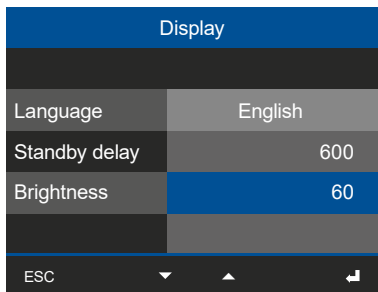 Display
Language English
Standby delay 600
Brightness 60
ESC